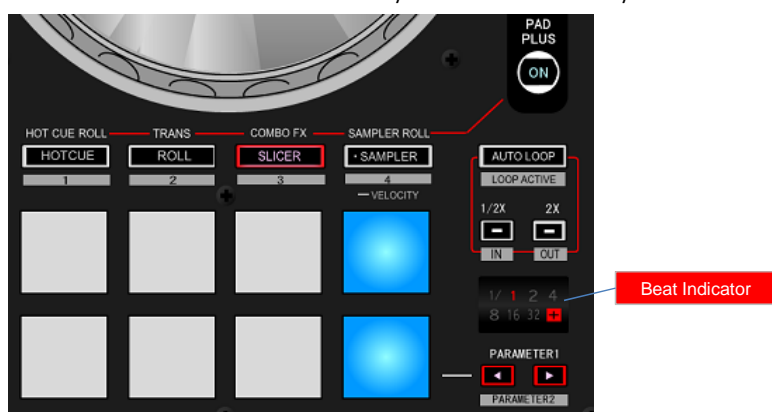 PAD
PLUS
ON
HOT CUE ROLL TRANS COMBO FX SAMPLER ROLL
HOTCUE ROLL SLICER • SAMPLER AUTO LOOP
1 2 3 4 LOOP ACTIVE
— VELOCITY
1/2X 2X
IN OUT
1/ 1 2 4
8 16 32 +
Beat Indicator
PARAMETER1
PARAMETER2